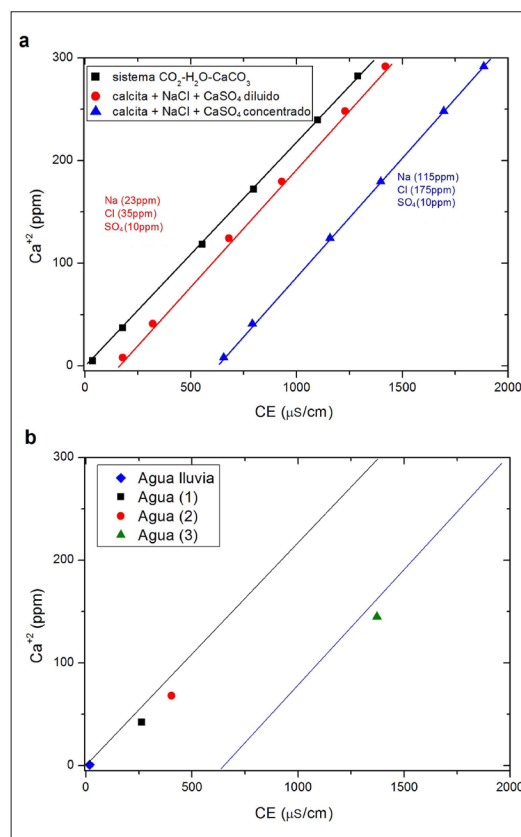 a
300
200
100
0
Ca⁺² (ppm)
sistema CO₂-H₂O-CaCO₃
calcita + NaCl + CaSO₄ diluido
calcita + NaCl + CaSO₄ concentrado
Na (23ppm)
Cl (35ppm)
SO₄ (10ppm)
Na (115ppm)
Cl (175ppm)
SO₄ (10ppm)
0 500 1000 1500 2000
CE (μS/cm)
b
300
200
100
0
Ca⁺² (ppm)
Agua lluvia
Agua (1)
Agua (2)
Agua (3)
0 500 1000 1500 2000
CE (μS/cm)